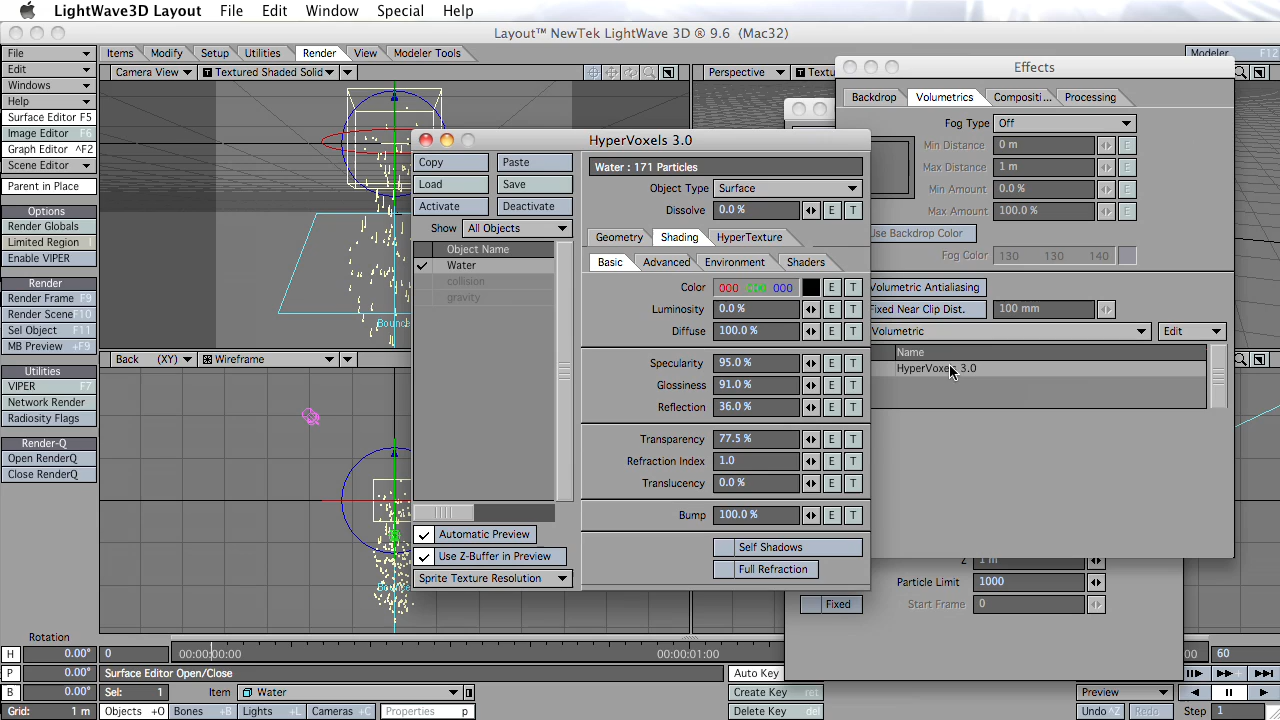 LightWave3D Layout File Edit Window Special Help
Layout™ NewTek LightWave 3D ® 9.6 (Mac32)
File
Edit
Windows
Help
Surface Editor F5
Image Editor F6
Graph Editor ^F2
Scene Editor
Parent in Place
Options
Render Globals
Limited Region l
Enable VIPER
Render
Render Frame F9
Render Scene F10
Sel Object F11
MB Preview +F9
Utilities
VIPER F7
Network Render
Radiosity Flags
Render-Q
Open RenderQ
Close RenderQ
Items Modify Setup Utilities Render View Modeler Tools
Modeler F12
Camera View Textured Shaded Solid
Perspective
Bounce
Back (XY) Wireframe
HyperVoxels 3.0
Copy Paste
Load Save
Activate Deactivate
Show All Objects
Object Name
Water
collision
gravity
Automatic Preview
Use Z-Buffer in Preview
Sprite Texture Resolution
Water : 171 Particles
Object Type Surface
Dissolve 0.0 % E T
Geometry Shading HyperTexture
Basic Advanced Environment Shaders
Color 000 000 000 E T
Luminosity 0.0 % E T
Diffuse 100.0 % E T
Specularity 95.0 % E T
Glossiness 91.0 % E T
Reflection 36.0 % E T
Transparency 77.5 % E T
Refraction Index 1.0 E T
Translucency 0.0 % E T
Bump 100.0 % E T
Self Shadows
Full Refraction
Effects
Backdrop Volumetrics Compositi... Processing
Fog Type Off
Min Distance 0 m E
Max Distance 1 m E
Min Amount 0.0 % E
Max Amount 100.0 % E
Use Backdrop Color
Fog Color 130 130 140
Volumetric Antialiasing
Fixed Near Clip Dist. 100 mm
Volumetric Edit
Name
HyperVoxels 3.0
Z 1 m
Particle Limit 1000
Fixed Start Frame 0
Rotation
H 0.00° 0 00:00:00:00 00:00:01:00 00 60
P 0.00° Surface Editor Open/Close Auto Key
B 0.00° Sel: 1 Item Water Create Key ret Preview
Grid: 1 m Objects +O Bones +B Lights +L Cameras +C Properties p Delete Key Undo ^Z Redo Step 1